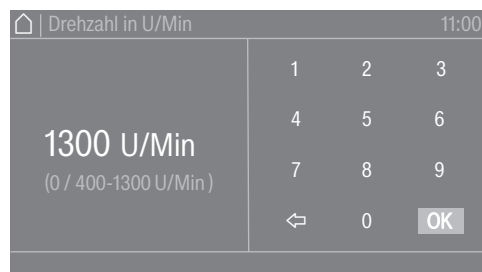 | Drehzahl in U/Min 11:00
1300 U/Min
(0 / 400-1300 U/Min)
1 2 3
4 5 6
7 8 9
0 OK